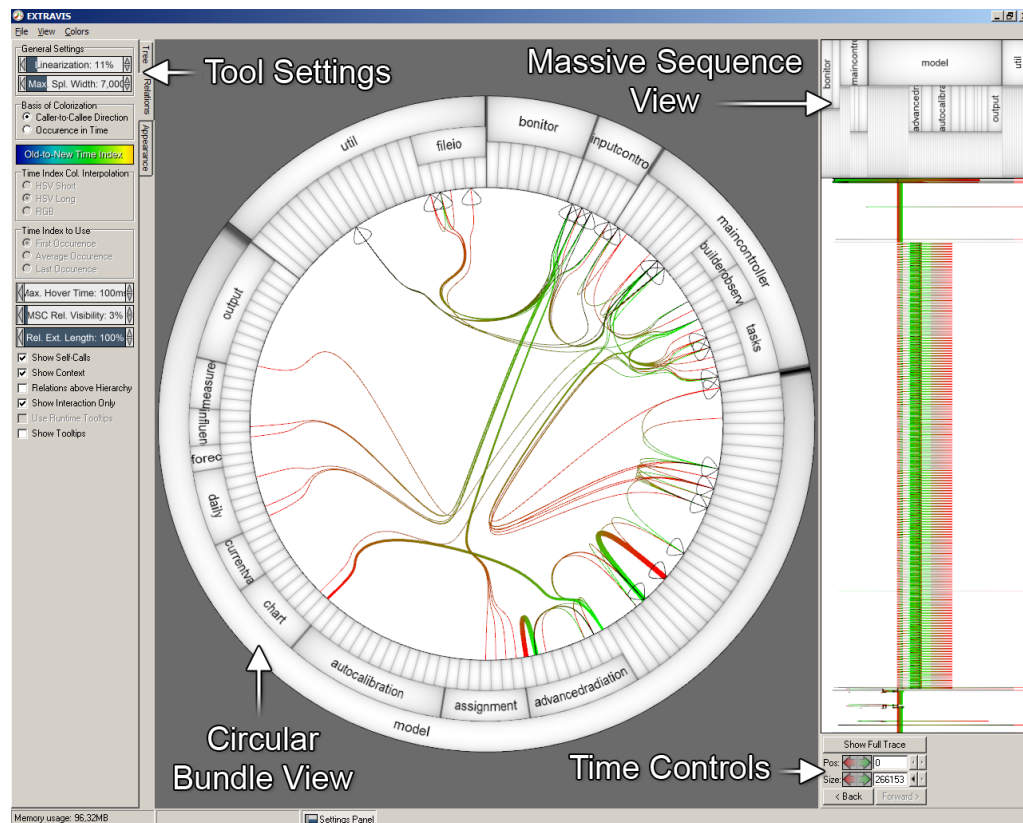 EXTRAVIS
File View Colors
General Settings
Linearization: 11%
Max. Spl. Width: 7,000
Basis of Colorization
Caller-to-Callee Direction
Occurence in Time
Old-to-New Time Index
Time Index Col. Interpolation
HSV Short
HSV Long
RGB
Time Index to Use
First Occurence
Average Occurence
Last Occurence
Max. Hover Time: 100ms
MSC Rel. Visibility: 3%
Rel. Ext. Length: 100%
Show Self-Calls
Show Context
Relations above Hierarchy
Show Interaction Only
Use Runtime Tooltips
Show Tooltips
Tree
Relations
Appearance
Tool Settings
Massive Sequence
View
util
fileio
bonitor
inputcontro
maincontroller
builderobserv
tasks
output
measure
influen
forec
daily
currentva
chart
autocalibration
assignment
advancedradiation
model
Circular
Bundle View
Time Controls
bonitor
maincontro
model
util
advancedr
autocalibra
output
Show Full Trace
Pos: 0
Size: 266153
< Back
Forward >
Memory usage: 96,32MB
Settings Panel